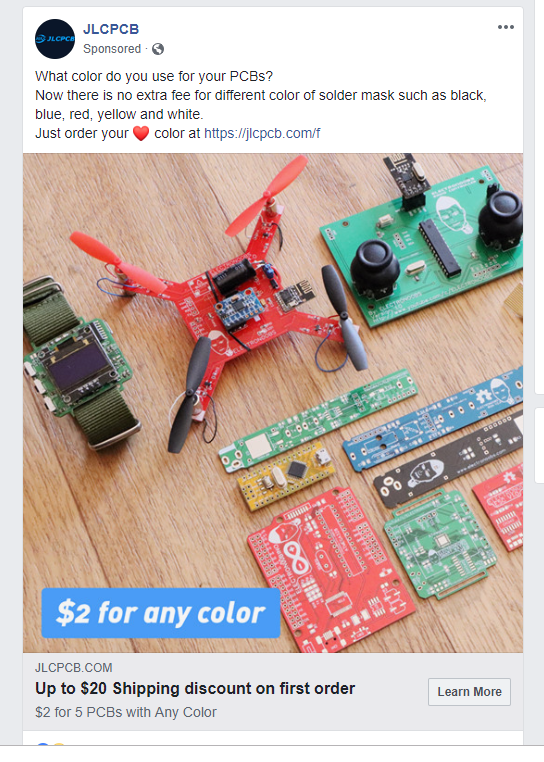 JLCPCB
JLCPCB
Sponsored ·
What color do you use for your PCBs?
Now there is no extra fee for different color of solder mask such as black,
blue, red, yellow and white.
Just order your ❤️ color at https://jlcpcb.com/f
$2 for any color
JLCPCB.COM
Up to $20 Shipping discount on first order
$2 for 5 PCBs with Any Color
Learn More